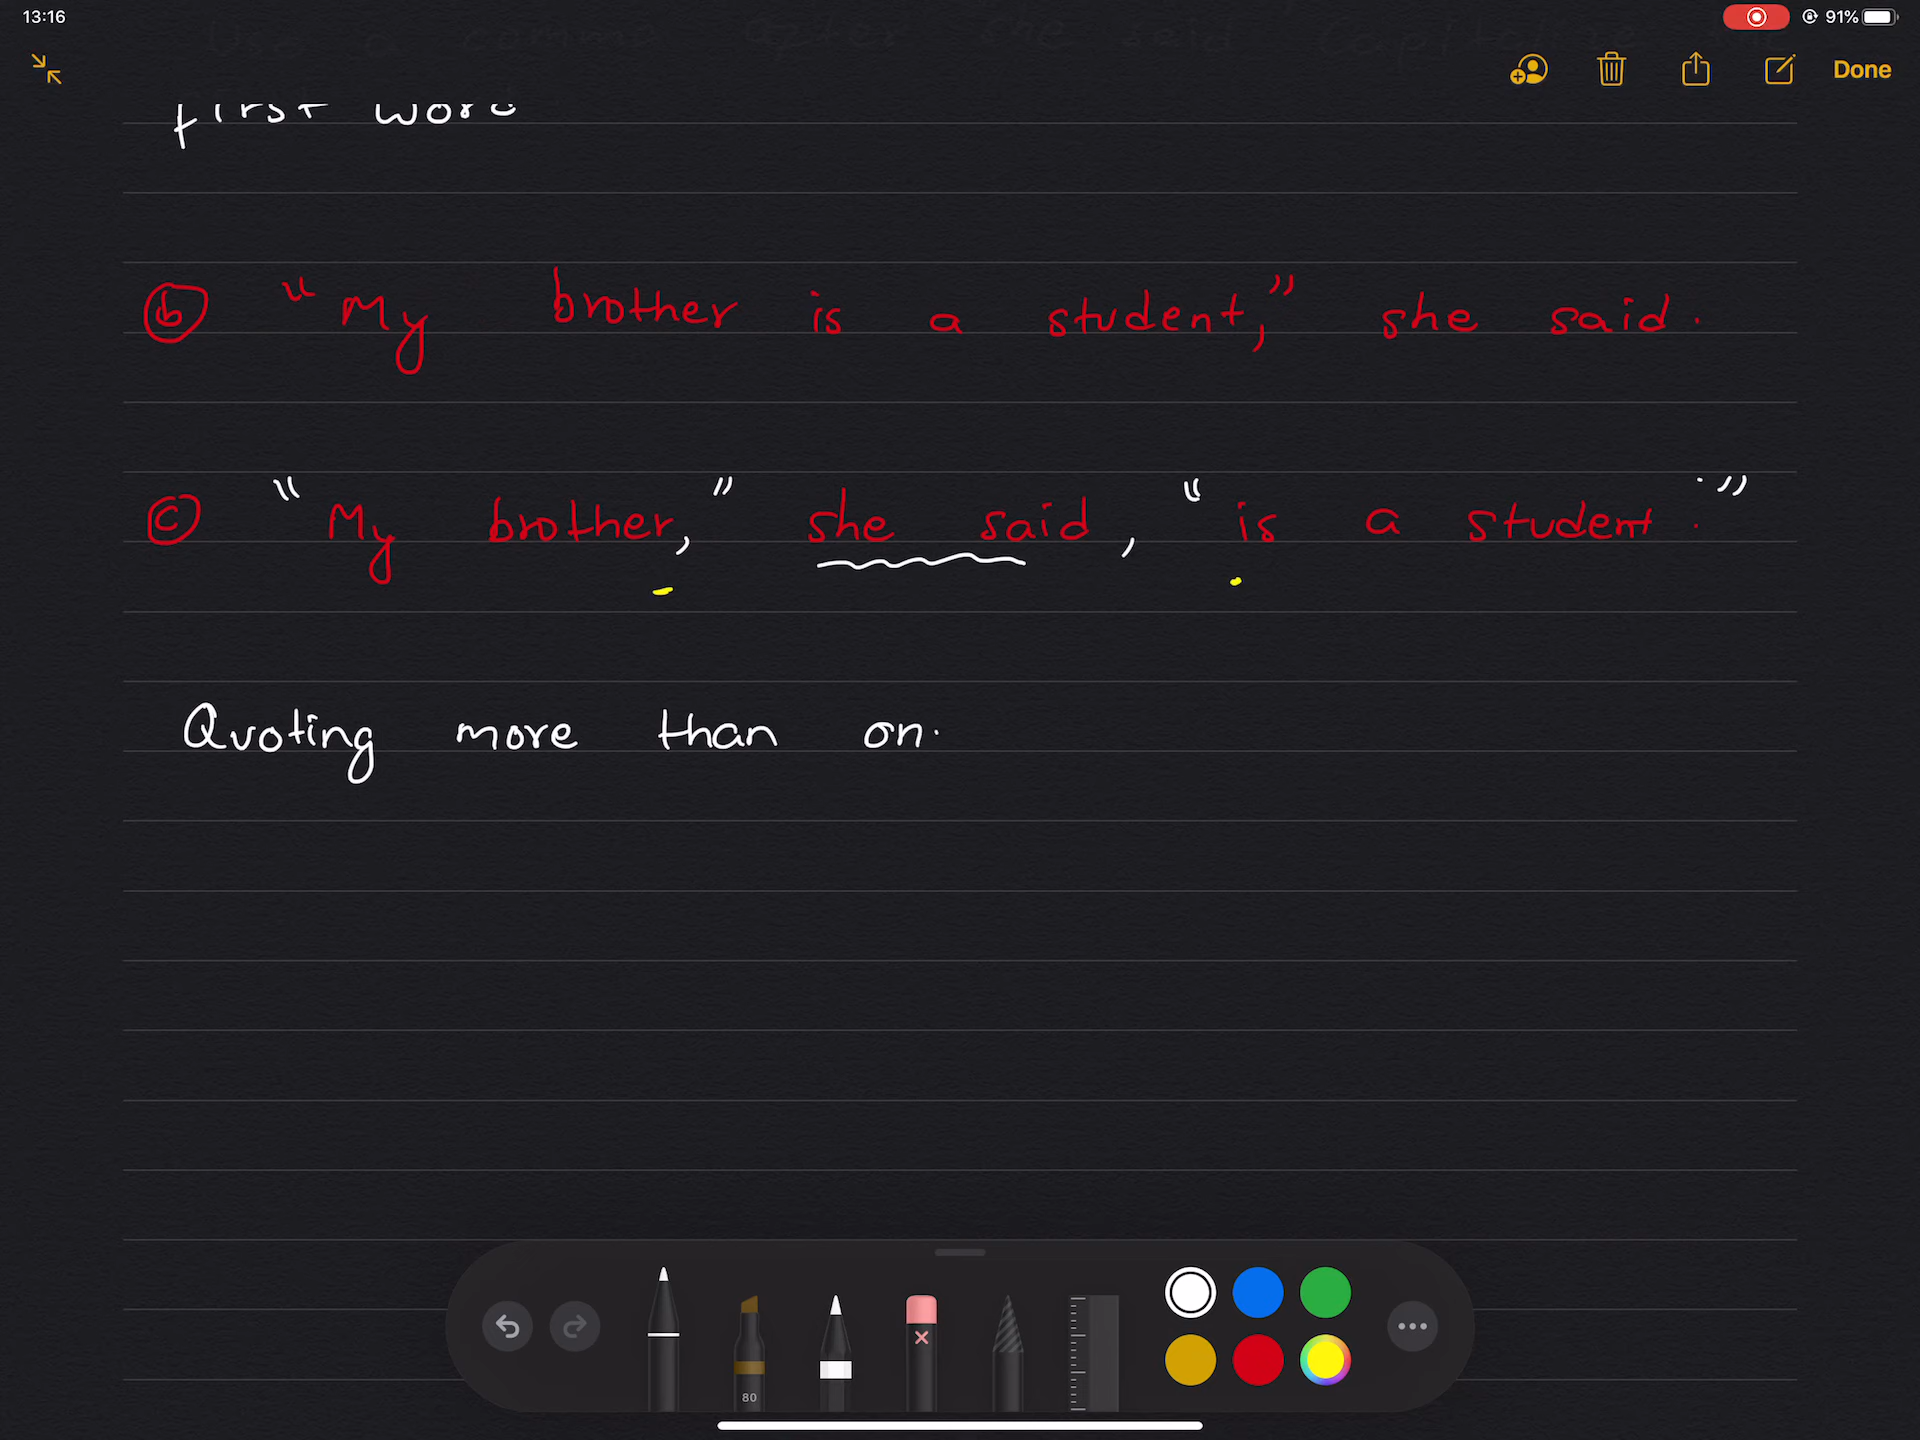 13:16
91%
Done
first word
b "My brother is a student," she said.
c "My brother," she said, "is a student."
Quoting more than on
80